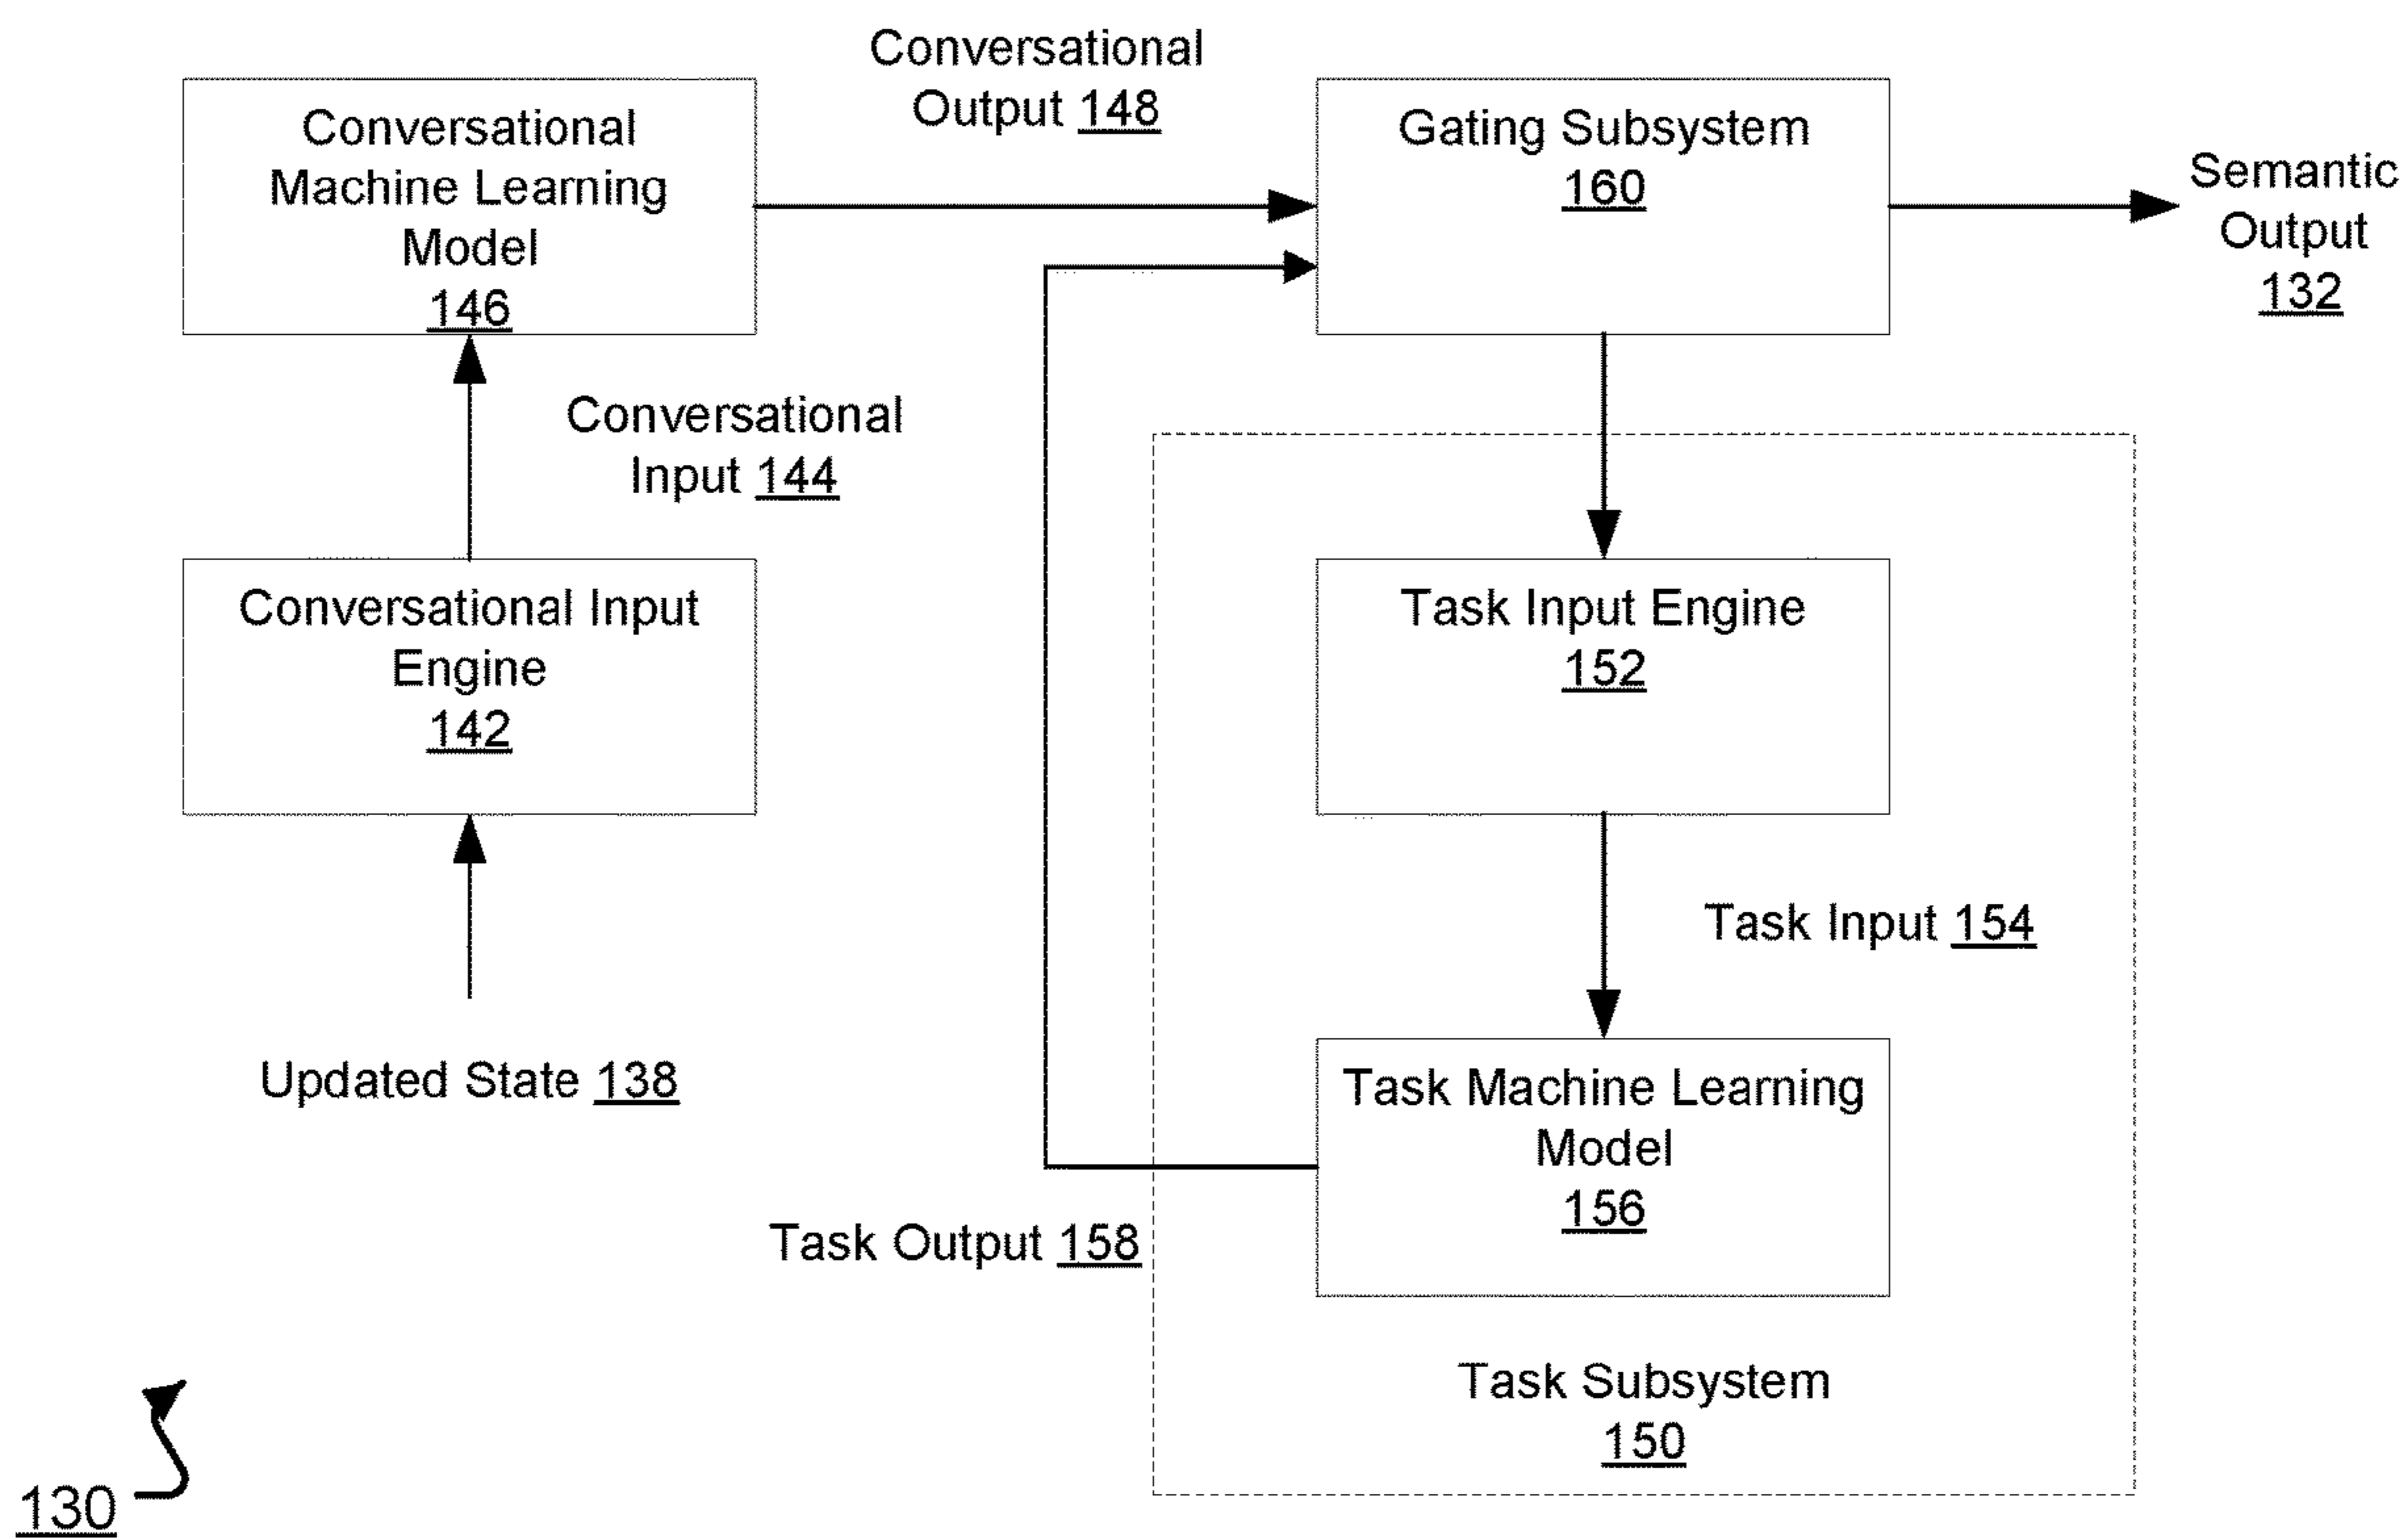 Conversational
Output 148
Conversational
Machine Learning
Model
146
Gating Subsystem
160
Semantic
Output
132
Conversational
Input 144
Conversational Input
Engine
142
Task Input Engine
152
Task Input 154
Updated State 138
Task Machine Learning
Model
156
Task Output 158
Task Subsystem
150
130